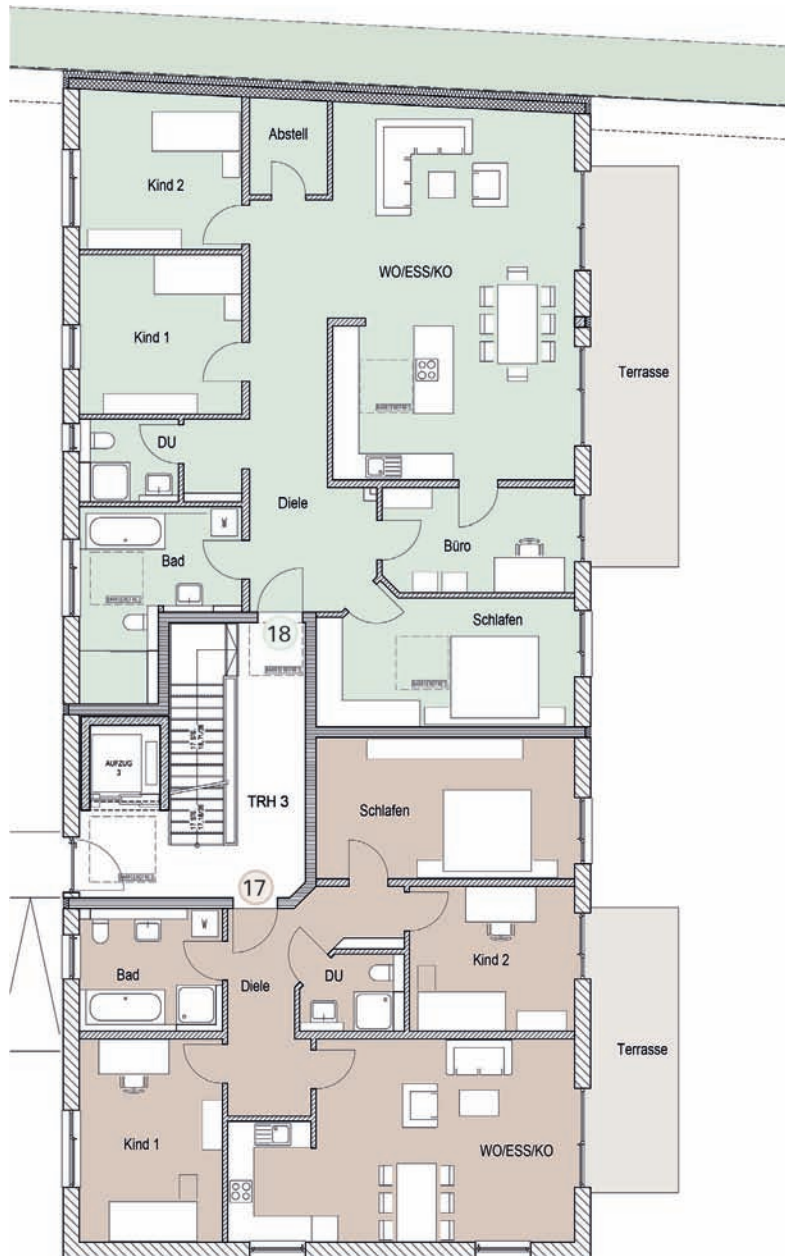 Abstell
Kind 2
WO/ESS/KO
Kind 1
Terrasse
DU
Diele
Büro
W
Bad
Schlafen
18
AUFZUG
3
TRH 3
Schlafen
17
W
Bad
Diele
DU
Kind 2
Terrasse
Kind 1
WO/ESS/KO